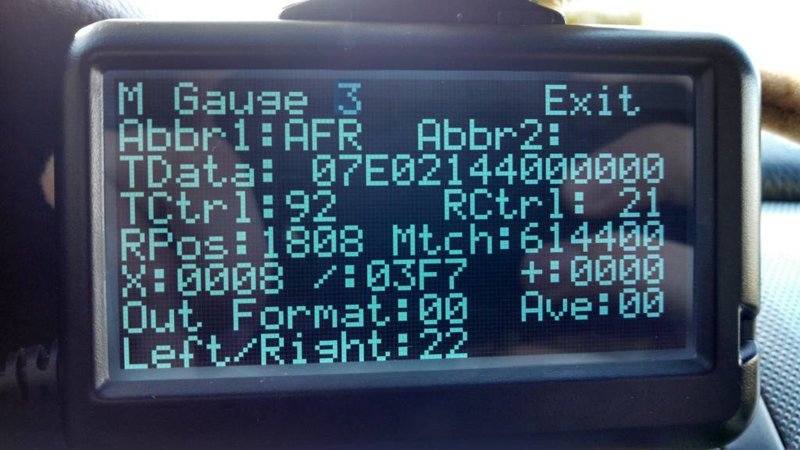 M Gauge 3 Exit
Abbr1:AFR Abbr2:
TData: 07E02144000000
TCtrl:92 RCtrl: 21
RPos:1808 Mtch:614400
X:0008 /:03F7 +:0000
Out Format:00 Ave:00
Left/Right:22